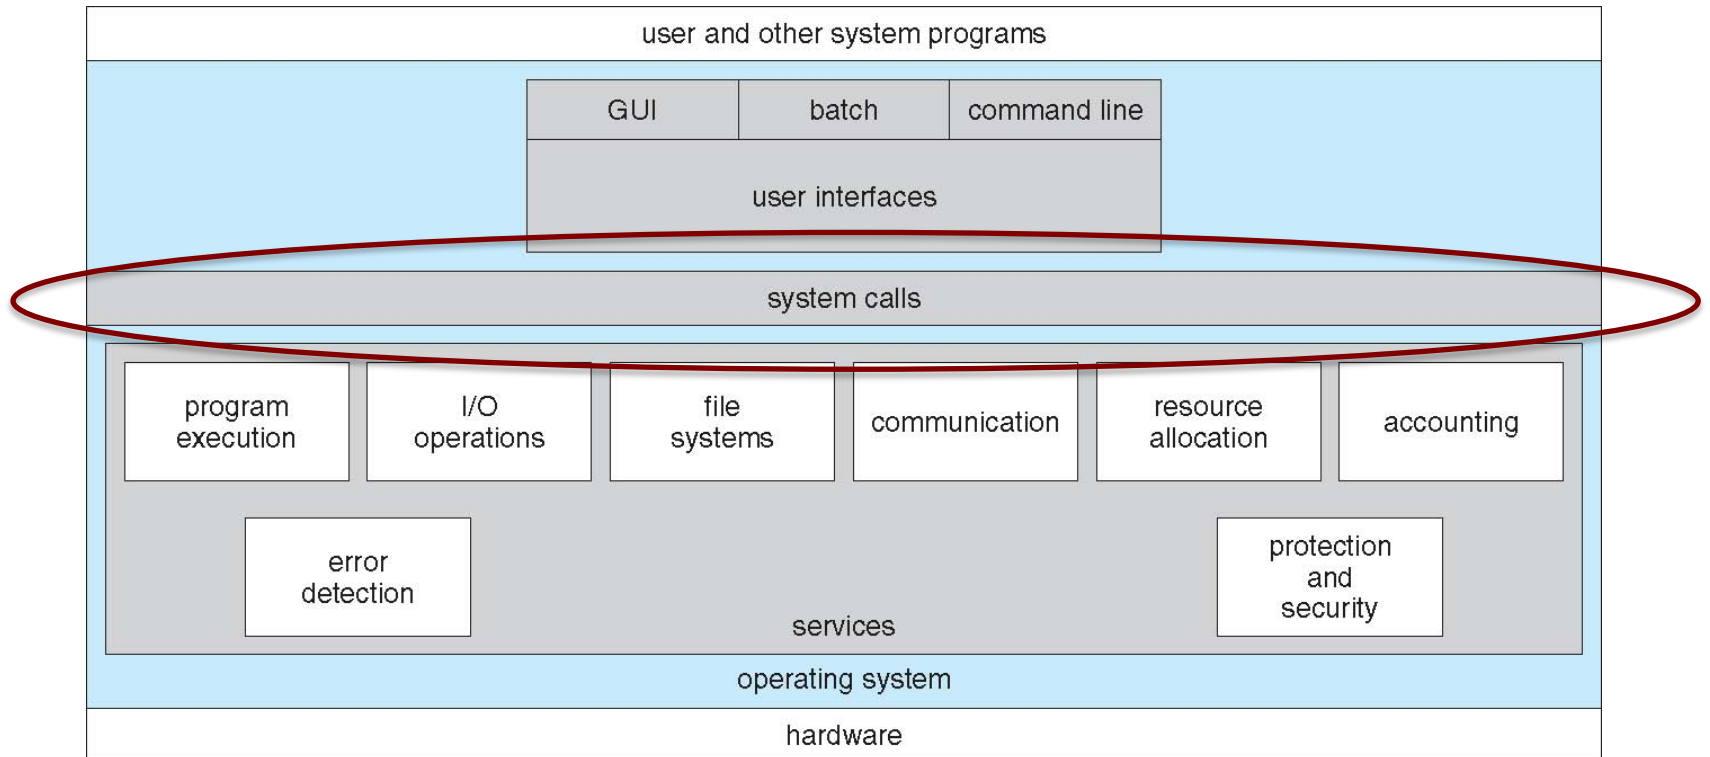 user and other system programs
GUI
batch
command line
user interfaces
system calls
program
execution
I/O
operations
file
systems
communication
resource
allocation
accounting
error
detection
protection
and
security
services
operating system
hardware